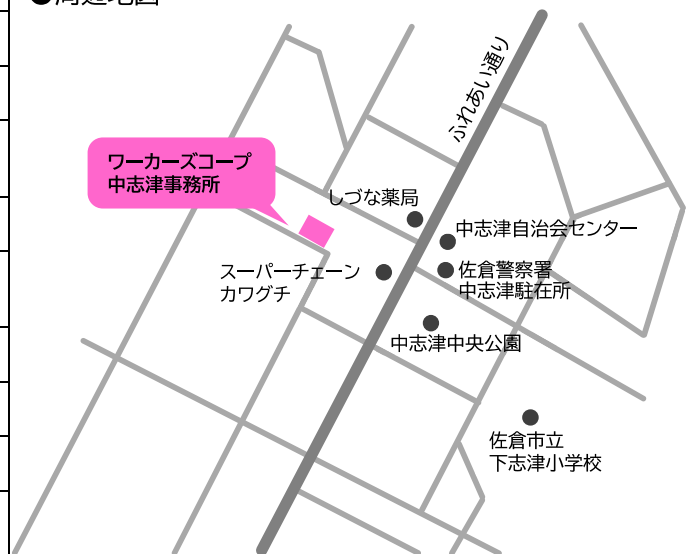 ●周辺地図
ふれあい通り
ワーカーズコープ
中志津事務所
しづな薬局
中志津自治会センター
スーパーチェーン
カワグチ
佐倉警察署
中志津駐在所
中志津中央公園
佐倉市立
下志津小学校